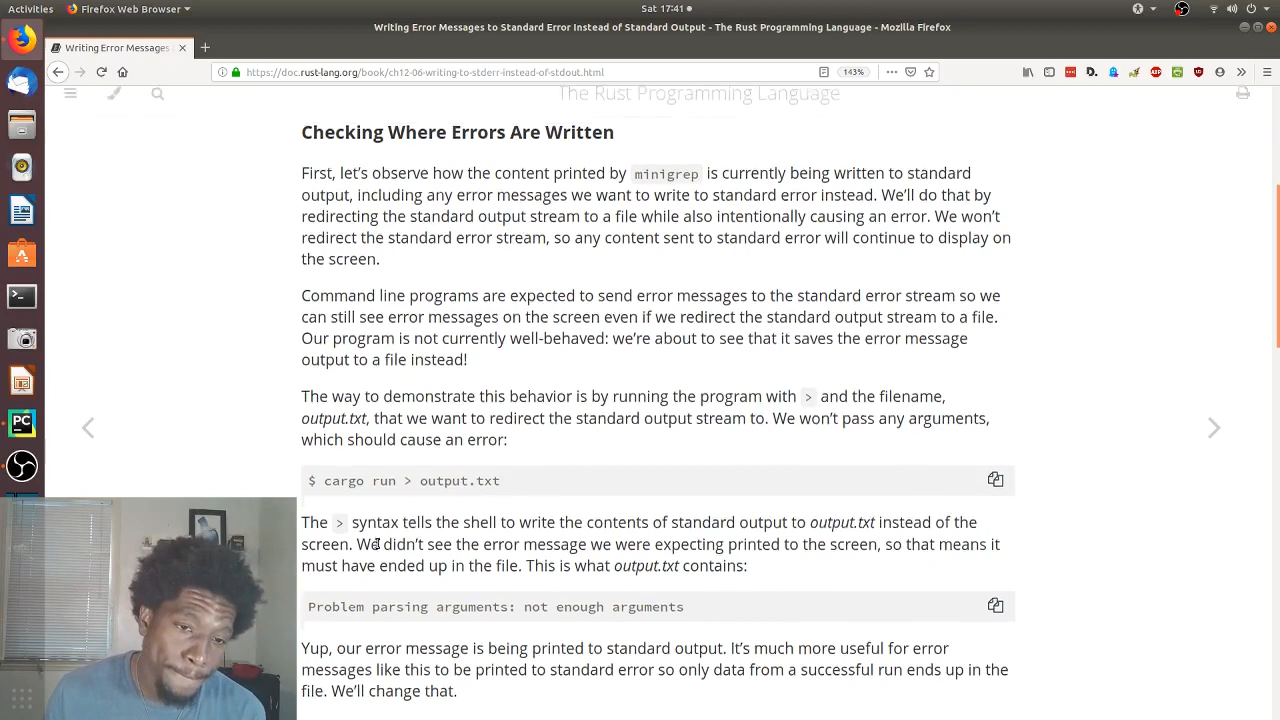 Activities
Firefox Web Browser
Sat 17:41
Writing Error Messages to Standard Error Instead of Standard Output - The Rust Programming Language - Mozilla Firefox
Writing Error Messages
https://doc.rust-lang.org/book/ch12-06-writing-to-stderr-instead-of-stdout.html
143%
The Rust Programming Language
Checking Where Errors Are Written
First, let's observe how the content printed by minigrep is currently being written to standard
output, including any error messages we want to write to standard error instead. We'll do that by
redirecting the standard output stream to a file while also intentionally causing an error. We won't
redirect the standard error stream, so any content sent to standard error will continue to display on
the screen.
Command line programs are expected to send error messages to the standard error stream so we
can still see error messages on the screen even if we redirect the standard output stream to a file.
Our program is not currently well-behaved: we're about to see that it saves the error message
output to a file instead!
The way to demonstrate this behavior is by running the program with > and the filename,
output.txt, that we want to redirect the standard output stream to. We won't pass any arguments,
which should cause an error:
$ cargo run > output.txt
The > syntax tells the shell to write the contents of standard output to output.txt instead of the
screen. We didn't see the error message we were expecting printed to the screen, so that means it
must have ended up in the file. This is what output.txt contains:
Problem parsing arguments: not enough arguments
Yup, our error message is being printed to standard output. It's much more useful for error
messages like this to be printed to standard error so only data from a successful run ends up in the
file. We'll change that.